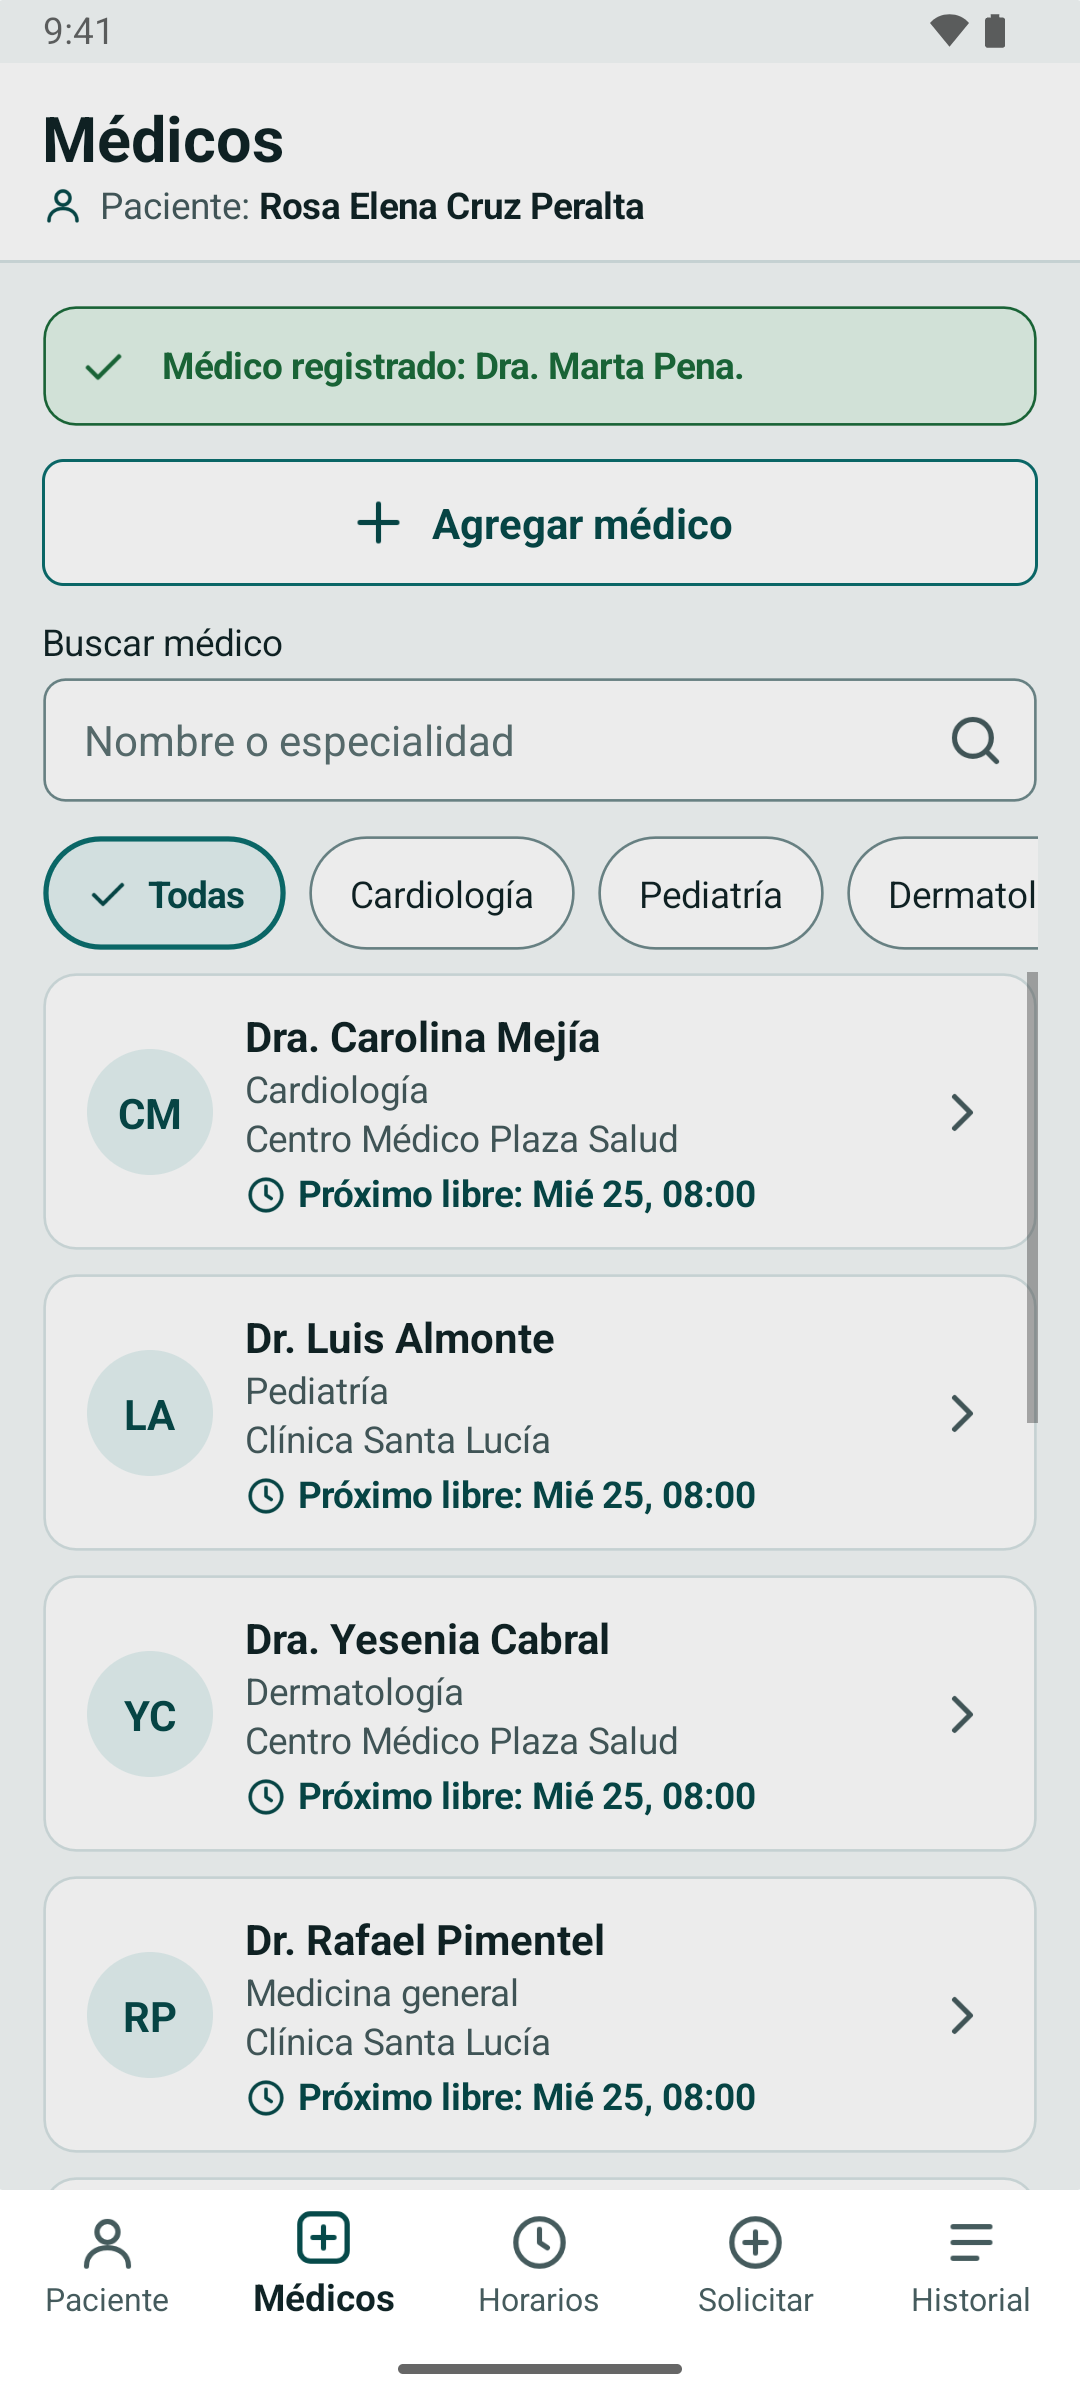 9:41
Médicos
Paciente: Rosa Elena Cruz Peralta
Médico registrado: Dra. Marta Pena.
Agregar médico
Buscar médico
Nombre o especialidad
Todas
Cardiología
Pediatría
Dermatol
CM
Dra. Carolina Mejía
Cardiología
Centro Médico Plaza Salud
Próximo libre: Mié 25, 08:00
LA
Dr. Luis Almonte
Pediatría
Clínica Santa Lucía
Próximo libre: Mié 25, 08:00
YC
Dra. Yesenia Cabral
Dermatología
Centro Médico Plaza Salud
Próximo libre: Mié 25, 08:00
RP
Dr. Rafael Pimentel
Medicina general
Clínica Santa Lucía
Próximo libre: Mié 25, 08:00
Paciente
Médicos
Horarios
Solicitar
Historial